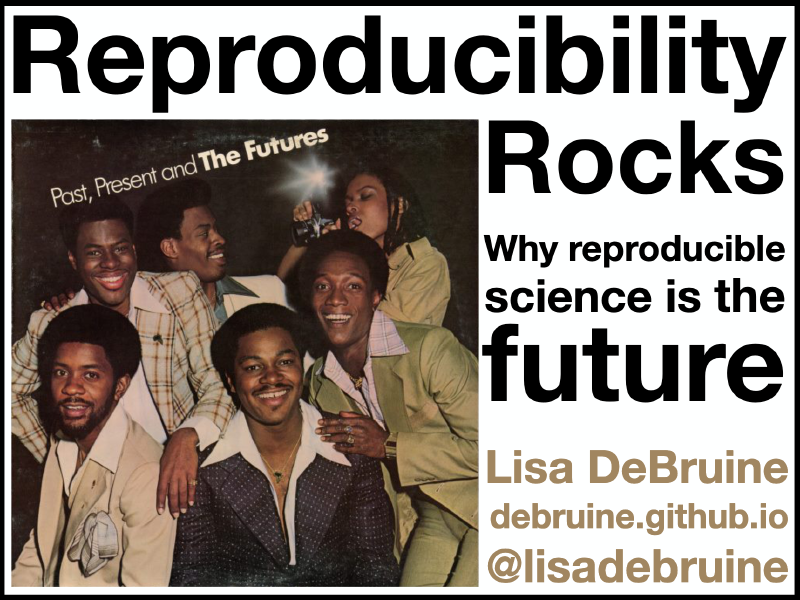 Reproducibility
Rocks
Past, Present and The Futures
Why reproducible
science is the
future
Lisa DeBruine
debruine.github.io
@lisadebruine